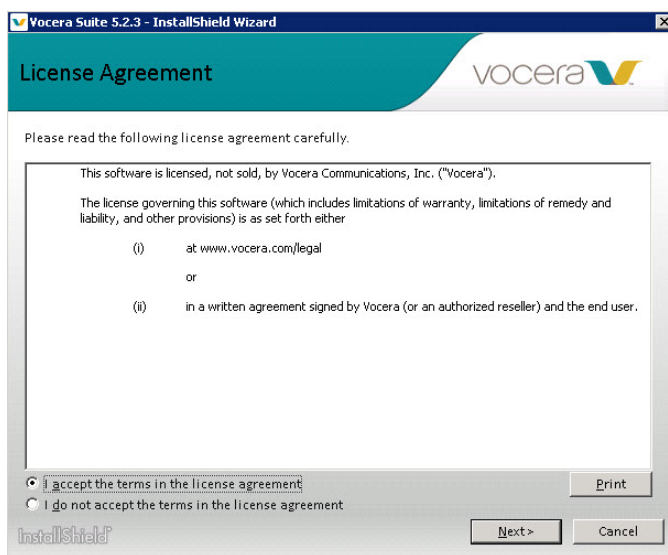 Vocera Suite 5.2.3 - InstallShield Wizard
License Agreement
vocera
Please read the following license agreement carefully.
This software is licensed, not sold, by Vocera Communications, Inc. ("Vocera").
The license governing this software (which includes limitations of warranty, limitations of remedy and
liability, and other provisions) is as set forth either
(i) at www.vocera.com/legal
or
(ii) in a written agreement signed by Vocera (or an authorized reseller) and the end user.
I accept the terms in the license agreement
Print
I do not accept the terms in the license agreement
InstallShield
Next >
Cancel